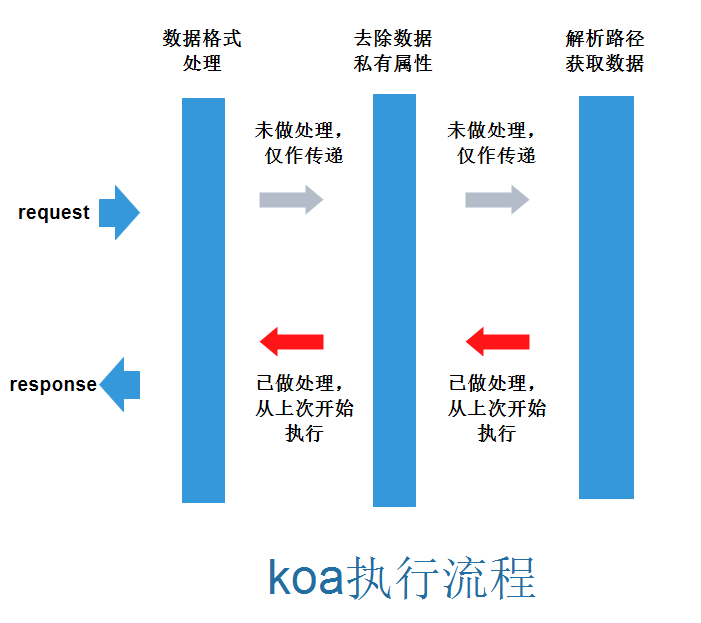 数据格式
处理
去除数据
私有属性
解析路径
获取数据
未做处理，
仅作传递
未做处理，
仅作传递
request
response
已做处理，
从上次开始
执行
已做处理，
从上次开始
执行
koa执行流程